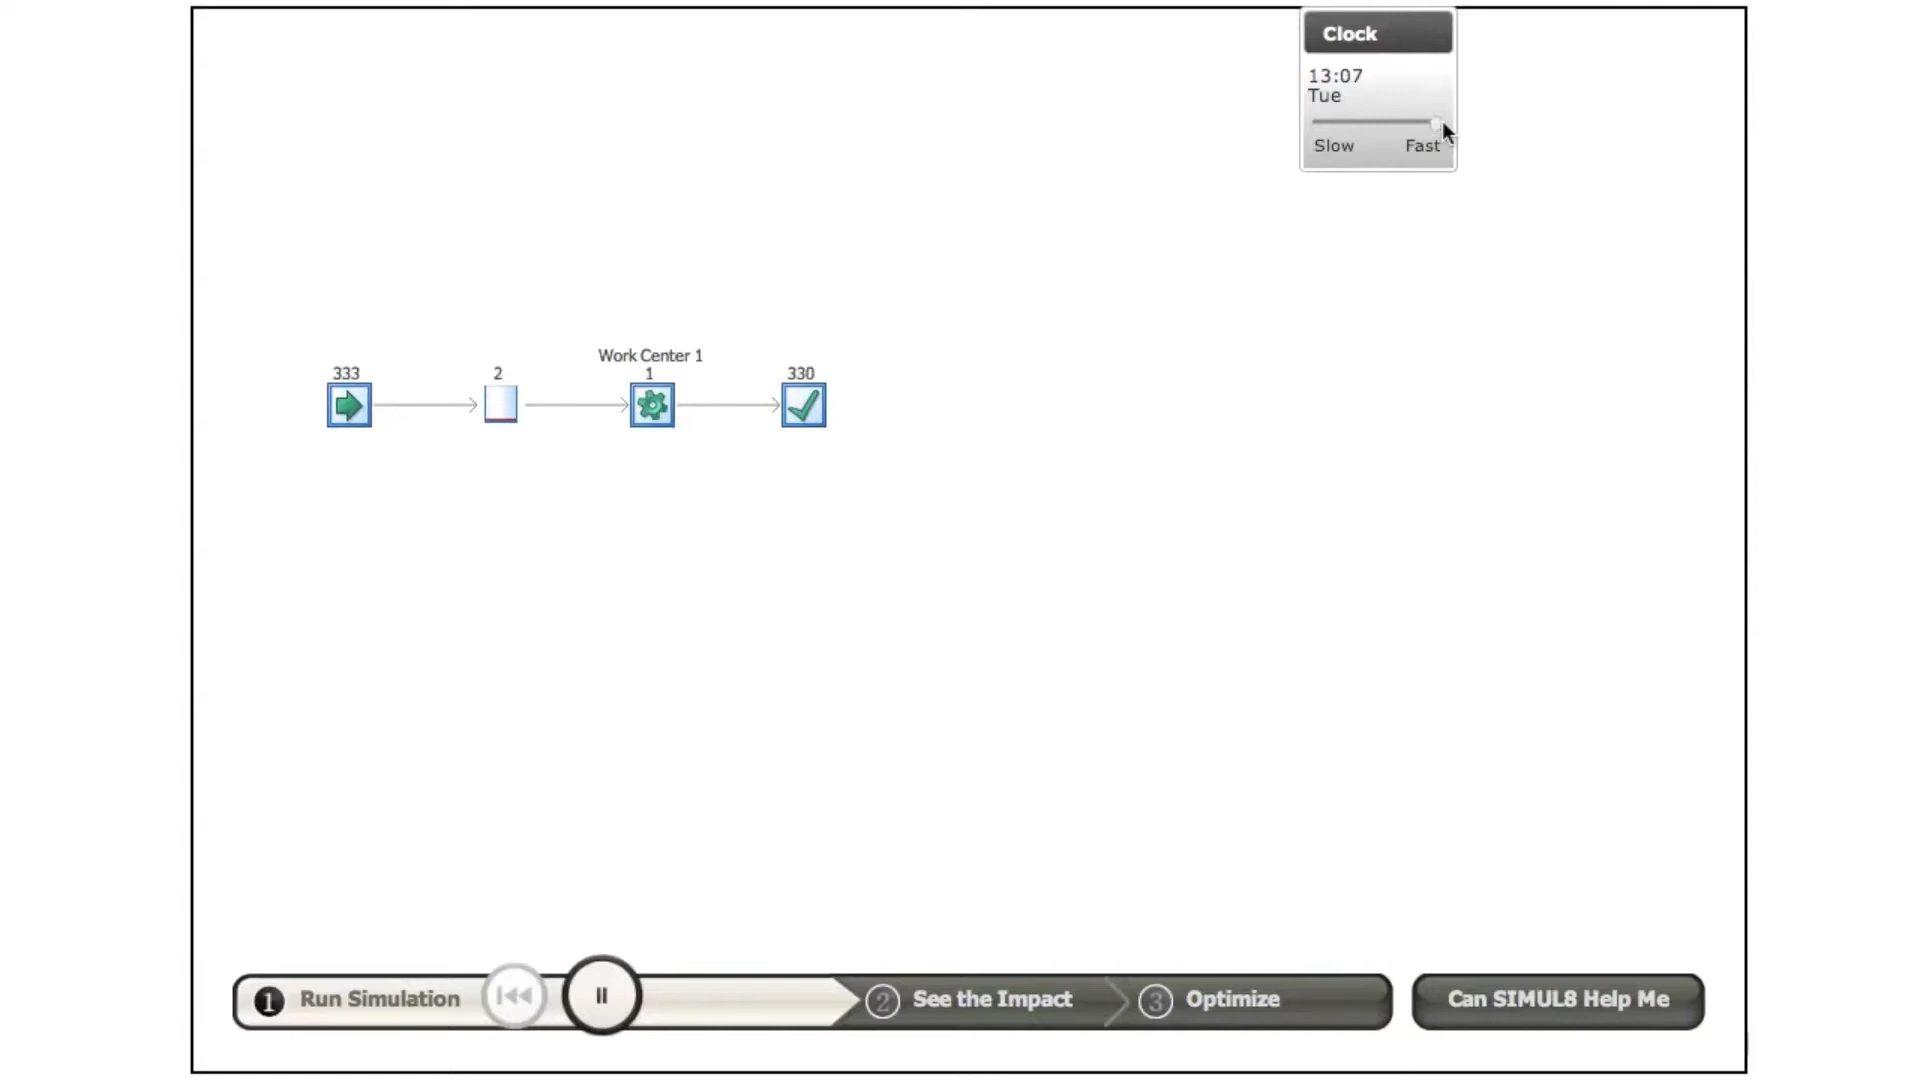 Clock
13:07
Tue
Slow Fast
Work Center 1
333 2 1 330
1 Run Simulation 2 See the Impact 3 Optimize Can SIMUL8 Help Me